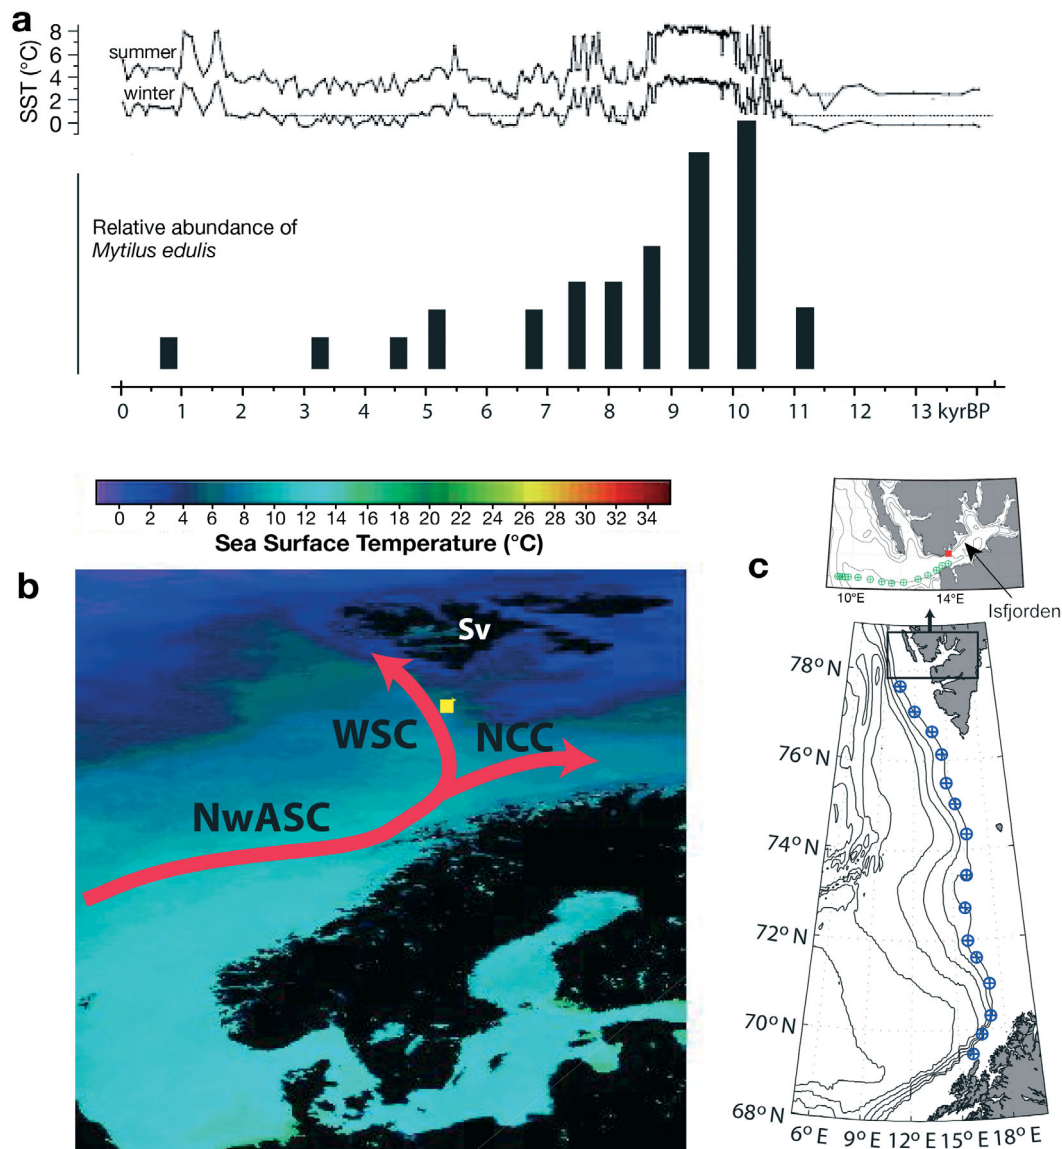 a
SST (°C)
8
6
4
2
0
summer
winter
Relative abundance of
Mytilus edulis
0 1 2 3 4 5 6 7 8 9 10 11 12 13 kyrBP
0 2 4 6 8 10 12 14 16 18 20 22 24 26 28 30 32 34
Sea Surface Temperature (°C)
b
Sv
WSC
NCC
NwASC
c
10°E 14°E
Isfjorden
78° N
76° N
74° N
72° N
70° N
68° N
6° E 9° E 12° E 15° E 18° E